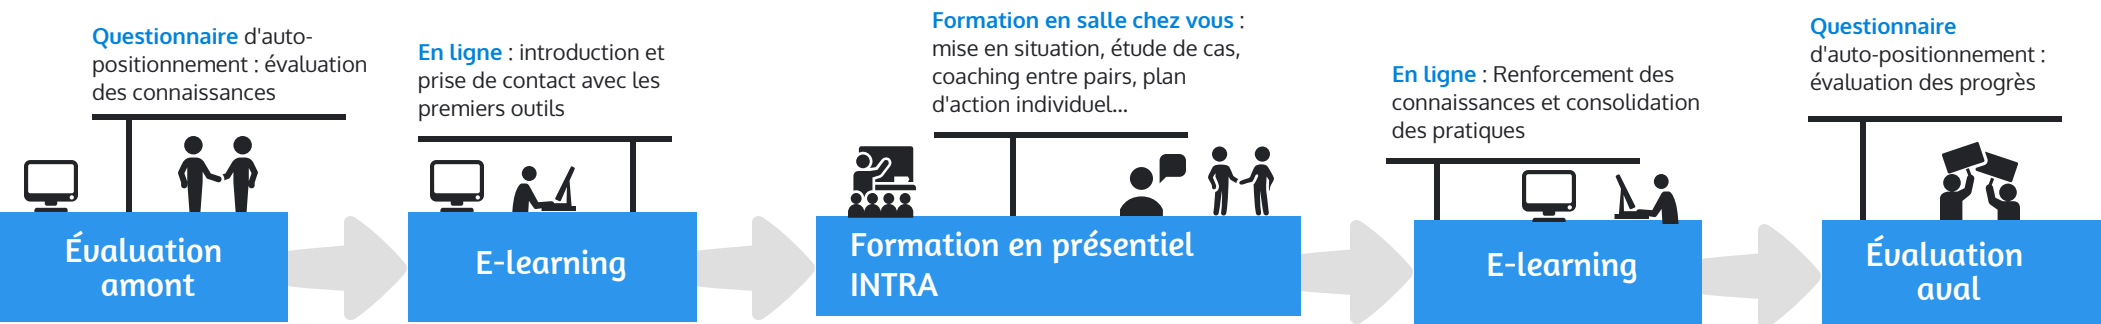 Questionnaire d'auto-
positionnement : évaluation
des connaissances
Évaluation
amont
En ligne : introduction et
prise de contact avec les
premiers outils
E-learning
Formation en salle chez vous :
mise en situation, étude de cas,
coaching entre pairs, plan
d'action individuel...
Formation en présentiel
INTRA
En ligne : Renforcement des
connaissances et consolidation
des pratiques
E-learning
Questionnaire
d'auto-positionnement :
évaluation des progrès
Évaluation
aval